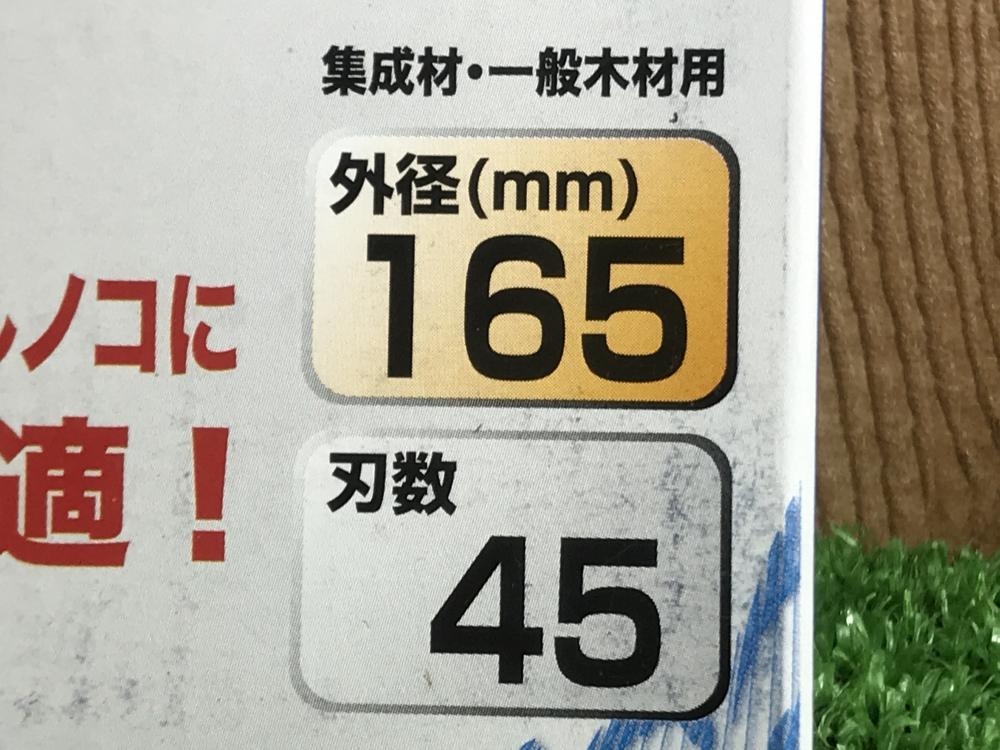 集成材・一般木材用
外径(mm)
165
ノコに
適！
刃数
45